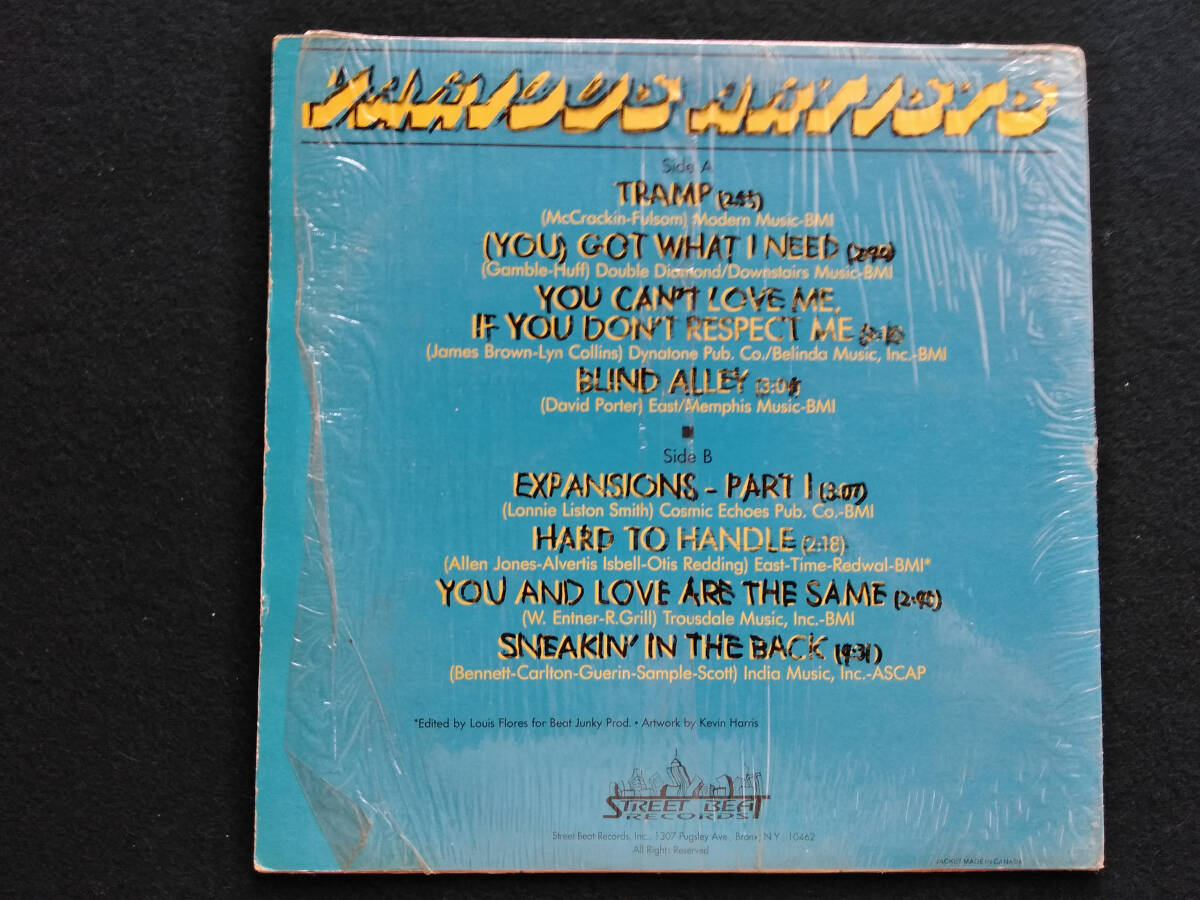 VARIOUS ARTISTS
Side A
TRAMP
(McCrackin-Fulsom) Modern Music-BMI
(YOU) GOT WHAT I NEED
(Gamble-Huff) Double Diamond/Downstairs Music-BMI
YOU CAN'T LOVE ME,
IF YOU DON'T RESPECT ME
(James Brown-Lyn Collins) Dynatone Pub. Co./Belinda Music, Inc.-BMI
BLIND ALLEY (3:04)
(David Porter) East/Memphis Music-BMI
Side B
EXPANSIONS - PART I (3:07)
(Lonnie Liston Smith) Cosmic Echoes Pub. Co.-BMI
HARD TO HANDLE (2:18)
(Allen Jones-Alvertis Isbell-Otis Redding) East-Time-Redwal-BMI*
YOU AND LOVE ARE THE SAME
(W. Entner-R.Grill) Trousdale Music, Inc.-BMI
SNEAKIN' IN THE BACK (4:31)
(Bennett-Carlton-Guerin-Sample-Scott) India Music, Inc.-ASCAP
*Edited by Louis Flores for Beat Junky Prod. • Artwork by Kevin Harris
STREET BEAT
RECORDS
Street Beat Records, Inc., 1307 Pugsley Ave., Bronx, N.Y. 10462
All Rights Reserved
JACKET MADE IN CANADA